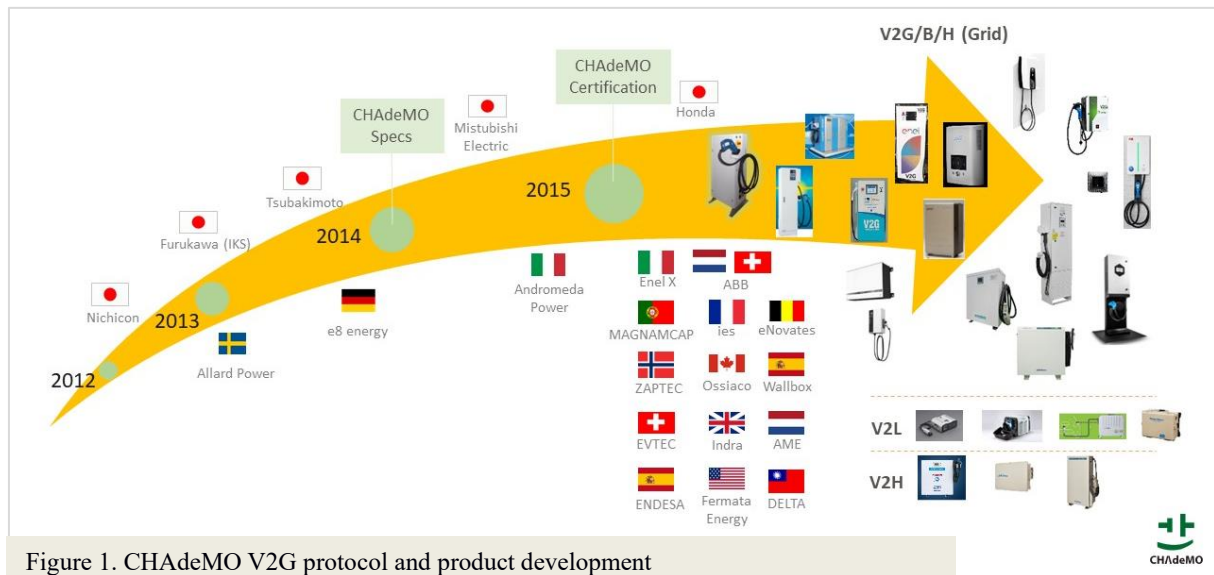 V2G/B/H (Grid)
CHAdeMO
Certification
Honda
CHAdeMO
Specs
Mistubishi
Electric
2015
Tsubakimoto
2014
Furukawa (IKS)
Nichicon
2013
2012
Allard Power
e8 energy
Andromeda
Power
Enel X
ABB
MAGNAMCAP
ies
eNovates
ZAPTEC
Ossiaco
Wallbox
EVTEC
Indra
AME
ENDESA
Fermata
Energy
DELTA
enel
V2G
V2G
V2L
V2H
CHAdeMO
Figure 1. CHAdeMO V2G protocol and product development